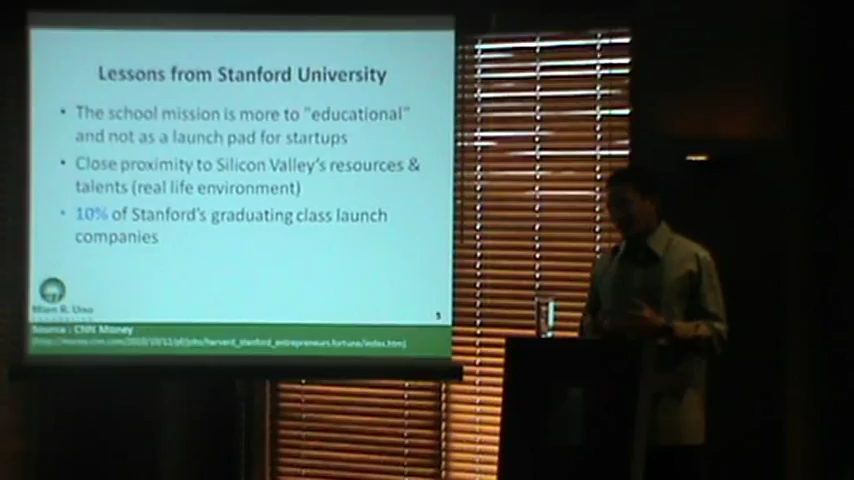 Lessons from Stanford University
• The school mission is more to "educational"
and not as a launch pad for startups
• Close proximity to Silicon Valley's resources &
talents (real life environment)
• 10% of Stanford's graduating class launch
companies
Mien R. Uno
5
Source : CNN Money